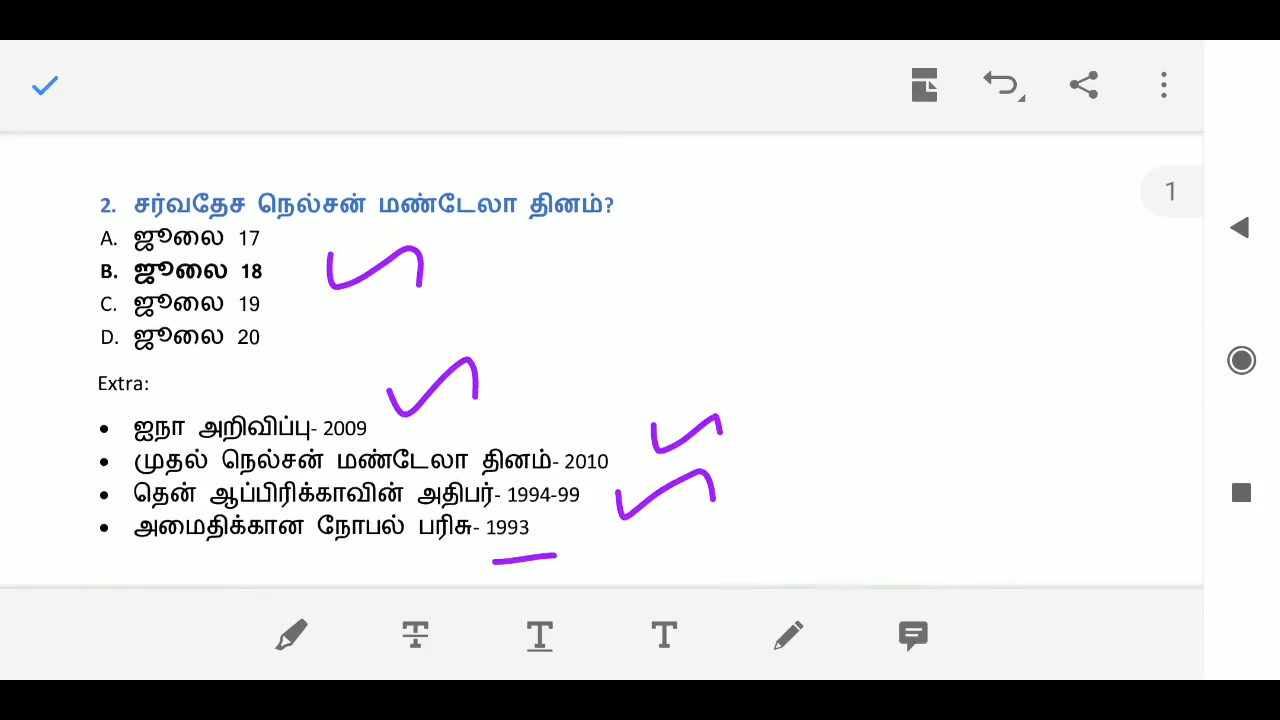 1
2. சர்வதேச நெல்சன் மண்டேலா தினம்?
A. ஜூலை 17
B. ஜூலை 18
C. ஜூலை 19
D. ஜூலை 20
Extra:
• ஐநா அறிவிப்பு- 2009
• முதல் நெல்சன் மண்டேலா தினம்- 2010
• தென் ஆப்பிரிக்காவின் அதிபர்- 1994-99
• அமைதிக்கான நோபல் பரிசு- 1993